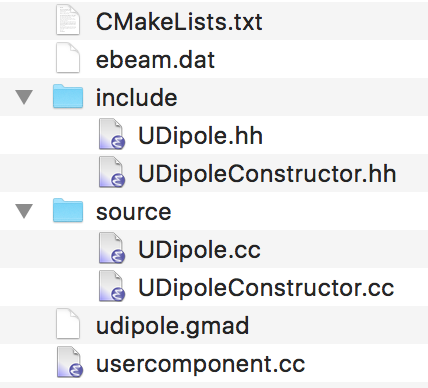 CMakeLists.txt
ebeam.dat
include
UDipole.hh
UDipoleConstructor.hh
source
UDipole.cc
UDipoleConstructor.cc
udipole.gmad
usercomponent.cc